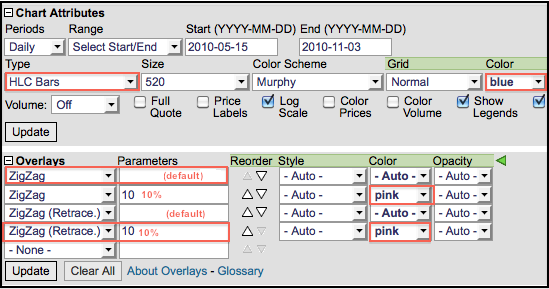 Chart Attributes
Periods Range Start (YYYY-MM-DD) End (YYYY-MM-DD)
Daily Select Start/End 2010-05-15 2010-11-03
Type Size Color Scheme Grid Color
HLC Bars 520 Murphy Normal blue
Volume: Off Full Quote Price Labels Log Scale Color Prices Color Volume Show Legends
Update
Overlays Parameters Reorder Style Color Opacity
ZigZag (default) - Auto - - Auto - - Auto -
ZigZag 10 10% - Auto - pink - Auto -
ZigZag (Retrace.) (default) - Auto - - Auto - - Auto -
ZigZag (Retrace.) 10 10% - Auto - pink - Auto -
- None -
Update Clear All About Overlays - Glossary